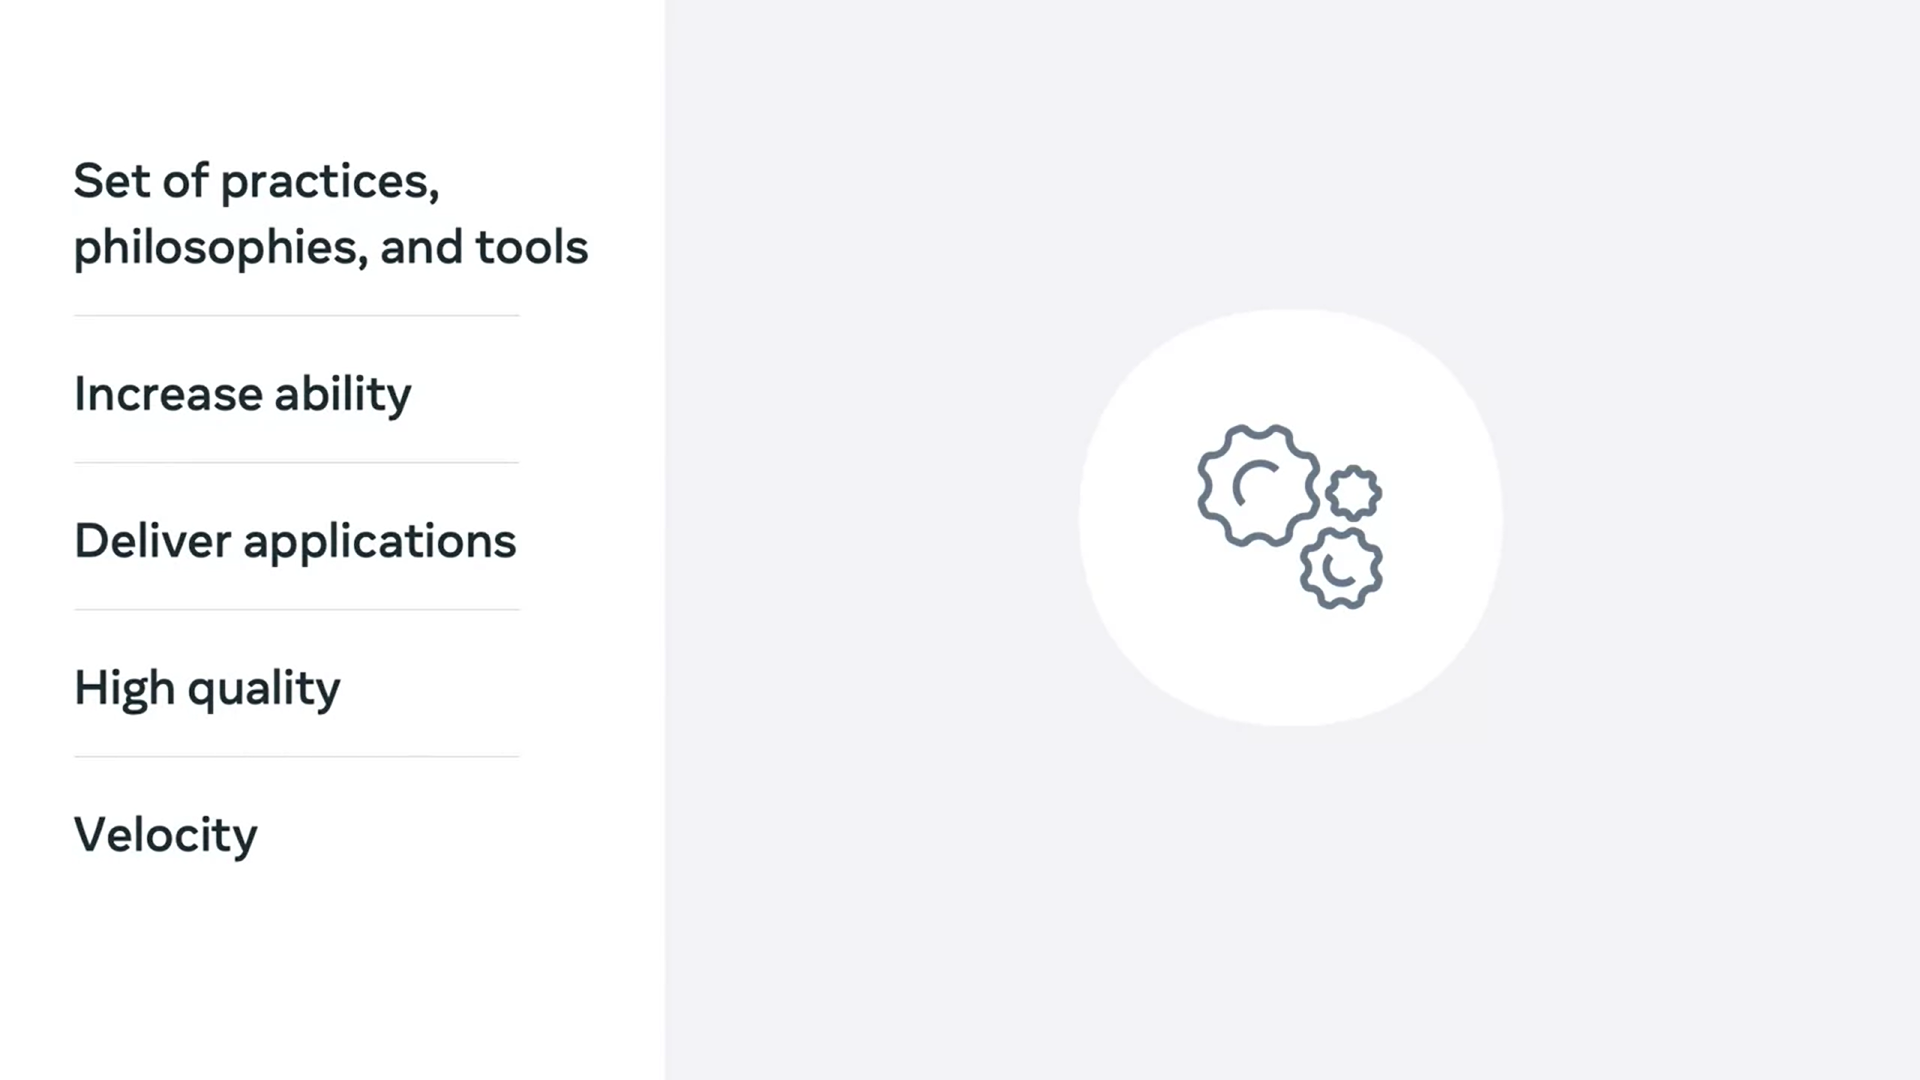 Set of practices,
philosophies, and tools
Increase ability
Deliver applications
High quality
Velocity